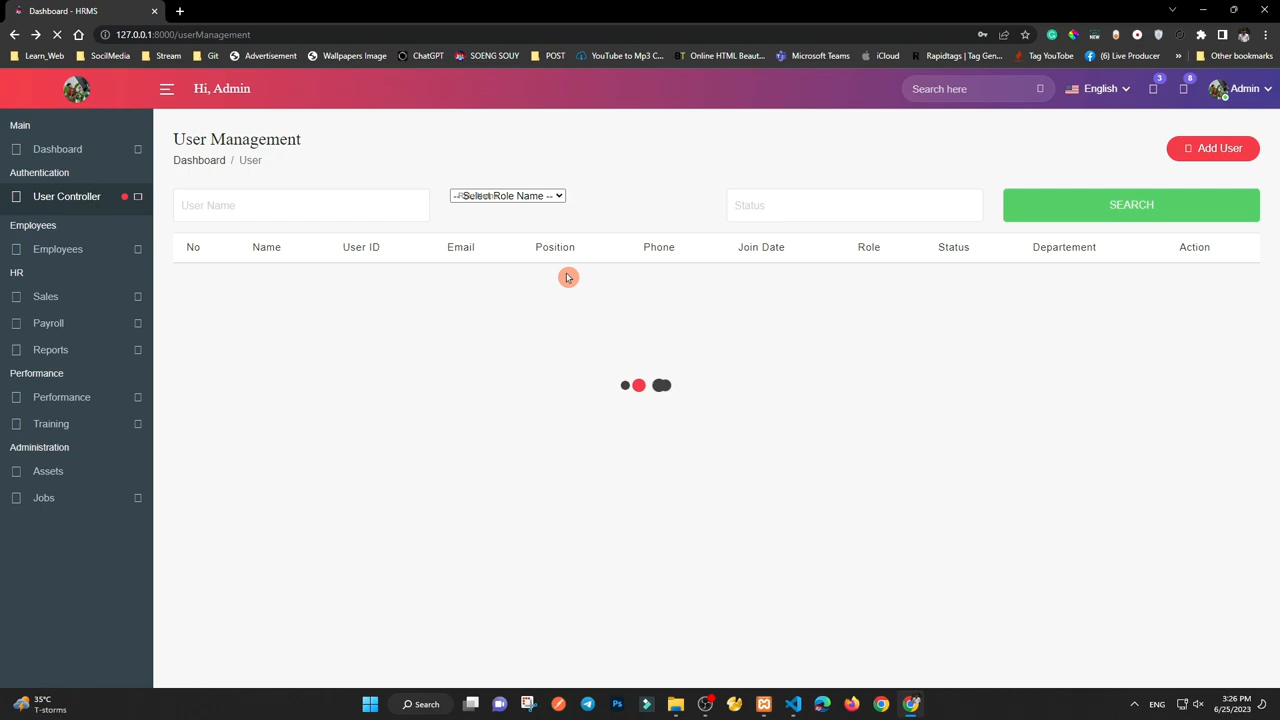 Dashboard - HRMS
127.0.0.1:8000/userManagement
Learn_Web SocilMedia Stream Git Advertisement Wallpapers Image ChatGPT SOENG SOUY POST YouTube to Mp3 C... Online HTML Beaut... Microsoft Teams iCloud Rapidtags | Tag Gen... Tag YouTube (6) Live Producer » Other bookmarks
Hi, Admin
Search here
English
3
8
Admin
Main
Dashboard
Authentication
User Controller
Employees
Employees
HR
Sales
Payroll
Reports
Performance
Performance
Training
Administration
Assets
Jobs
User Management
Dashboard / User
Add User
User Name
-- Select Role Name --
Status
SEARCH
No Name User ID Email Position Phone Join Date Role Status Departement Action
35°C
T-storms
Search
ENG
3:26 PM
6/25/2023